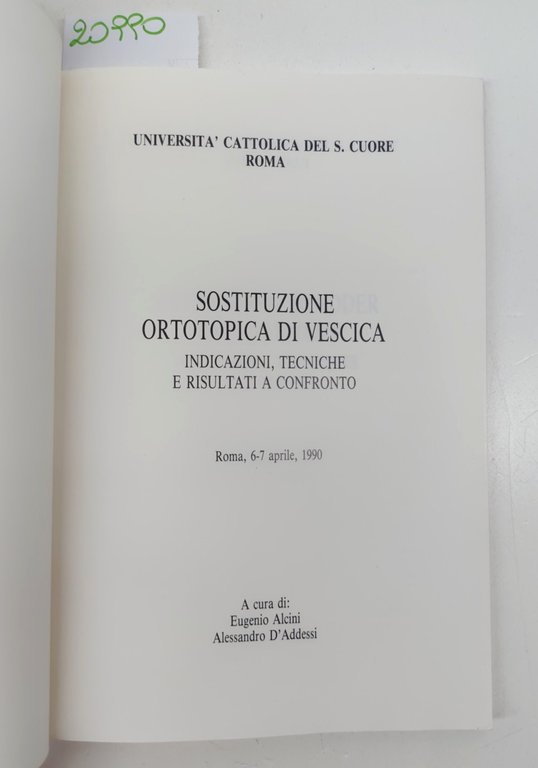 20990
UNIVERSITA' CATTOLICA DEL S. CUORE
ROMA
SOSTITUZIONE
ORTOTOPICA DI VESCICA
INDICAZIONI, TECNICHE
E RISULTATI A CONFRONTO
Roma, 6-7 aprile, 1990
A cura di:
Eugenio Alcini
Alessandro D'Addessi